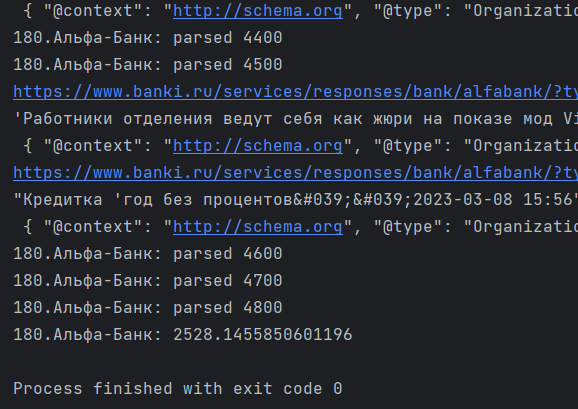 { "@context": "http://schema.org", "@type": "Organizatio
180.Альфа-Банк: parsed 4400
180.Альфа-Банк: parsed 4500
https://www.banki.ru/services/responses/bank/alfabank/?ty
'Работники отделения ведут себя как жюри на показе мод Vi
{ "@context": "http://schema.org", "@type": "Organizatio
https://www.banki.ru/services/responses/bank/alfabank/?ty
"Кредитка 'год без процентов&#039;&#039;2023-03-08 15:56"
{ "@context": "http://schema.org", "@type": "Organizatio
180.Альфа-Банк: parsed 4600
180.Альфа-Банк: parsed 4700
180.Альфа-Банк: parsed 4800
180.Альфа-Банк: 2528.1455850601196
Process finished with exit code 0